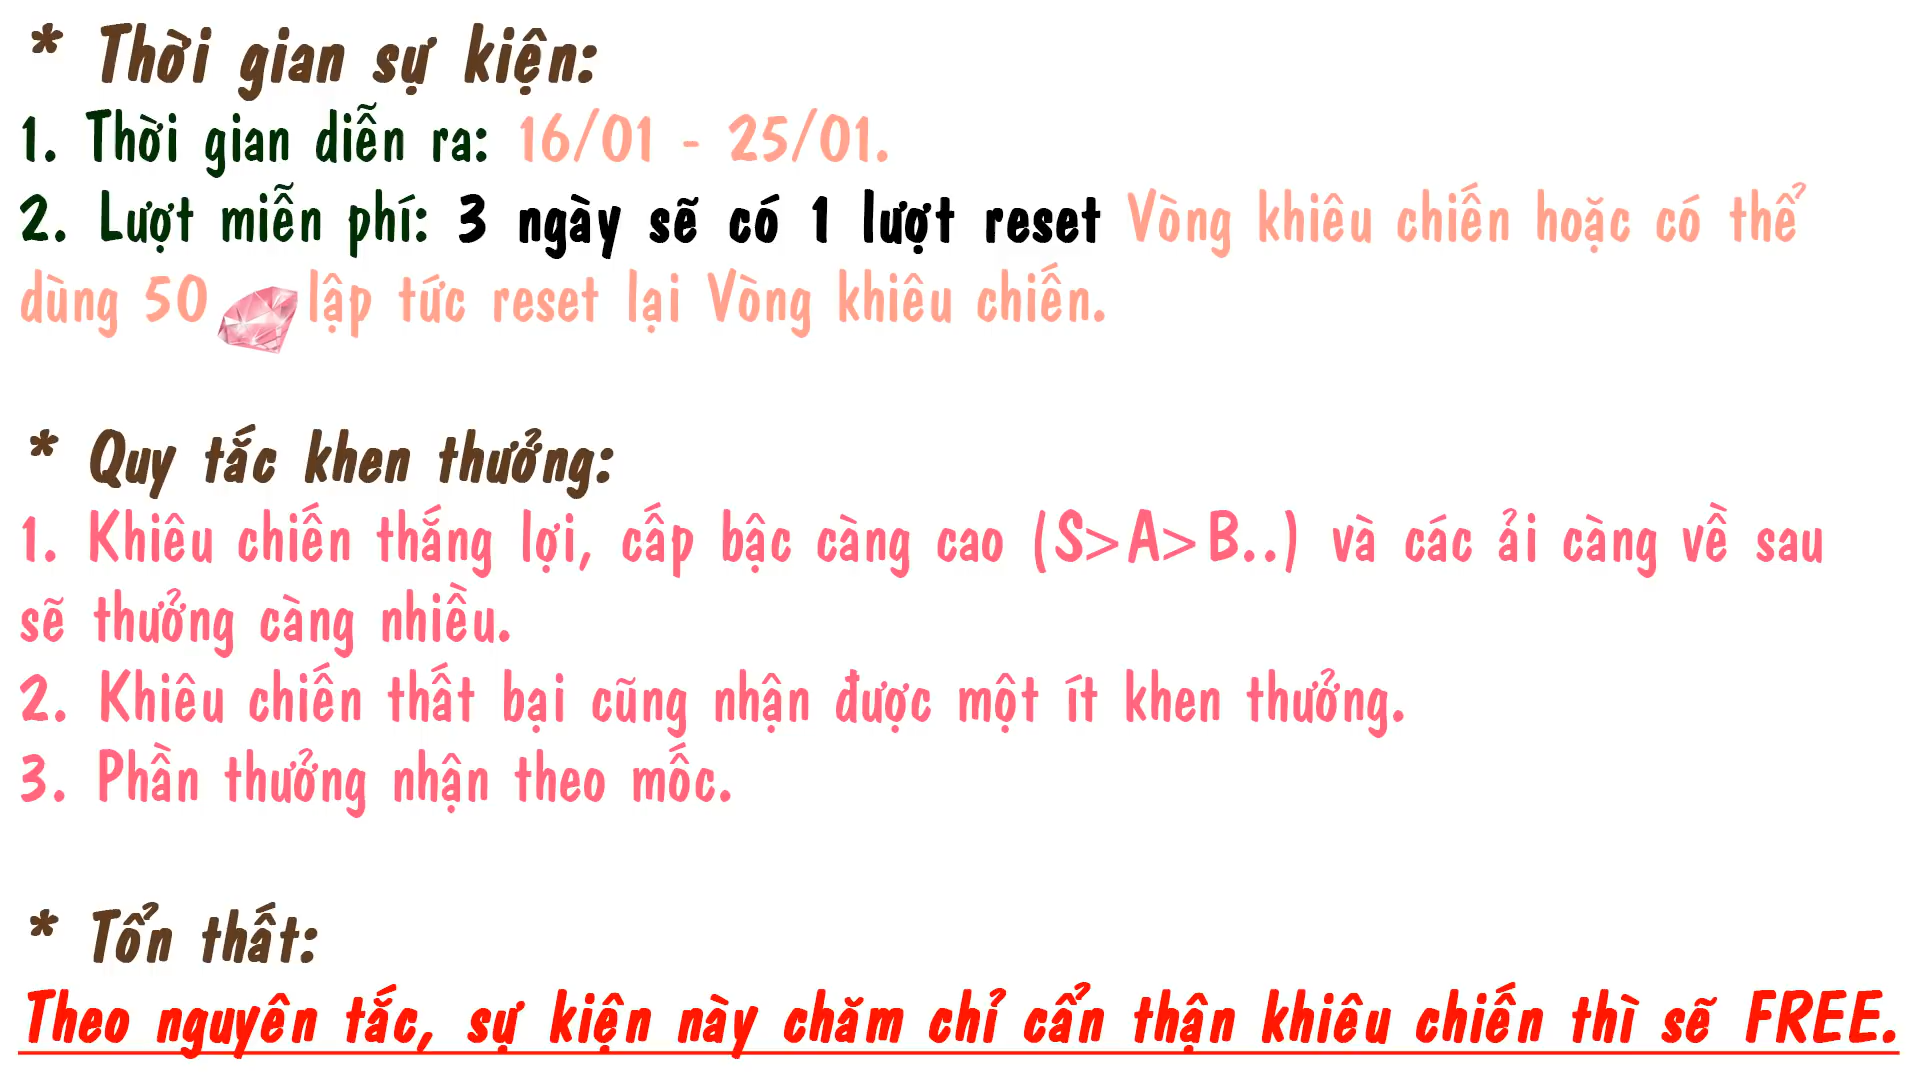 * Thời gian sự kiện:
1. Thời gian diễn ra: 16/01 - 25/01.
2. Lượt miễn phí: 3 ngày sẽ có 1 lượt reset Vòng khiêu chiến hoặc có thể
dùng 50 lập tức reset lại Vòng khiêu chiến.
* Quy tắc khen thưởng:
1. Khiêu chiến thắng lợi, cấp bậc càng cao (S>A>B..) và các ải càng về sau
sẽ thưởng càng nhiều.
2. Khiêu chiến thất bại cũng nhận được một ít khen thưởng.
3. Phần thưởng nhận theo mốc.
* Tổn thất:
Theo nguyên tắc, sự kiện này chăm chỉ cẩn thận khiêu chiến thì sẽ FREE.